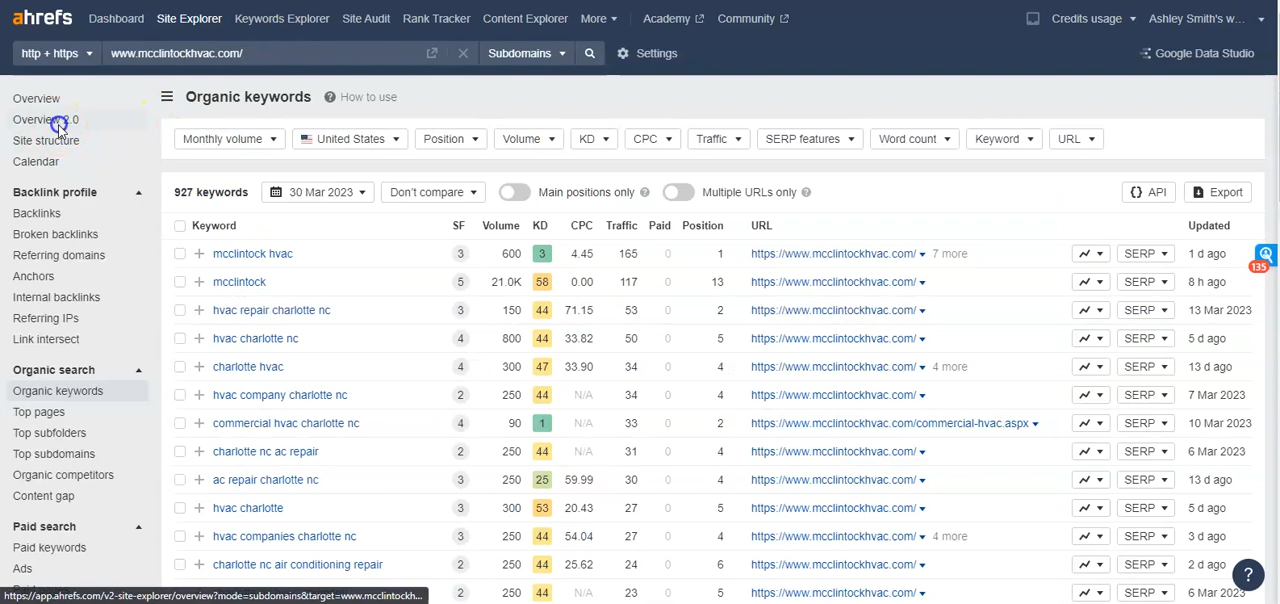 ahrefs Dashboard Site Explorer Keywords Explorer Site Audit Rank Tracker Content Explorer More Academy Community Credits usage Ashley Smith's w...
http + https www.mcclintockhvac.com/ Subdomains Settings Google Data Studio
Overview
Overview 2.0
Site structure
Calendar
Backlink profile
Backlinks
Broken backlinks
Referring domains
Anchors
Internal backlinks
Referring IPs
Link intersect
Organic search
Organic keywords
Top pages
Top subfolders
Top subdomains
Organic competitors
Content gap
Paid search
Paid keywords
Ads
Organic keywords ? How to use
Monthly volume United States Position Volume KD CPC Traffic SERP features Word count Keyword URL
927 keywords 30 Mar 2023 Don't compare Main positions only ? Multiple URLs only ? {} API Export
Keyword SF Volume KD CPC Traffic Paid Position URL Updated
mcclintock hvac 3 600 3 4.45 165 0 1 https://www.mcclintockhvac.com/ 7 more SERP 1 d ago
mcclintock 5 21.0K 58 0.00 117 0 13 https://www.mcclintockhvac.com/ SERP 8 h ago
hvac repair charlotte nc 3 150 44 71.15 53 0 2 https://www.mcclintockhvac.com/ SERP 13 Mar 2023
hvac charlotte nc 4 800 44 33.82 50 0 5 https://www.mcclintockhvac.com/ SERP 5 d ago
charlotte hvac 4 300 47 33.90 34 0 4 https://www.mcclintockhvac.com/ 4 more SERP 13 d ago
hvac company charlotte nc 2 250 44 N/A 34 0 4 https://www.mcclintockhvac.com/ SERP 7 Mar 2023
commercial hvac charlotte nc 4 90 1 N/A 33 0 2 https://www.mcclintockhvac.com/commercial-hvac.aspx SERP 10 Mar 2023
charlotte nc ac repair 2 250 44 N/A 31 0 4 https://www.mcclintockhvac.com/ SERP 6 Mar 2023
ac repair charlotte nc 3 250 25 59.99 30 0 4 https://www.mcclintockhvac.com/ SERP 13 d ago
hvac charlotte 3 300 53 20.43 27 0 5 https://www.mcclintockhvac.com/ SERP 5 d ago
hvac companies charlotte nc 3 250 44 54.04 27 0 4 https://www.mcclintockhvac.com/ 4 more SERP 1 d ago
charlotte nc air conditioning repair 2 250 44 25.62 24 0 6 https://www.mcclintockhvac.com/ SERP 2 d ago
2 250 44 N/A 23 0 5 https://www.mcclintockhvac.com/ SERP 6 Mar 2023
135
?
https://app.ahrefs.com/v2-site-explorer/overview?mode=subdomains&target=www.mcclintockh...